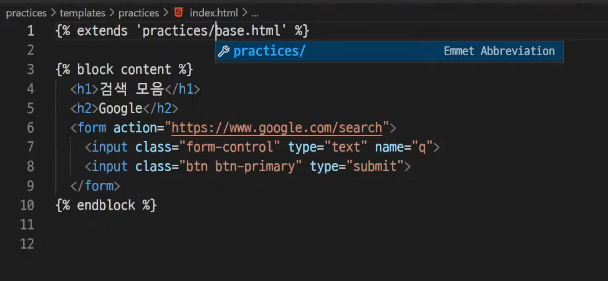 practices > templates > practices > index.html > ...
1 {% extends 'practices/base.html' %}
2 practices/ Emmet Abbreviation
3 {% block content %}
4 <h1>검색 모음</h1>
5 <h2>Google</h2>
6 <form action="https://www.google.com/search">
7 <input class="form-control" type="text" name="q">
8 <input class="btn btn-primary" type="submit">
9 </form>
10 {% endblock %}
11
12